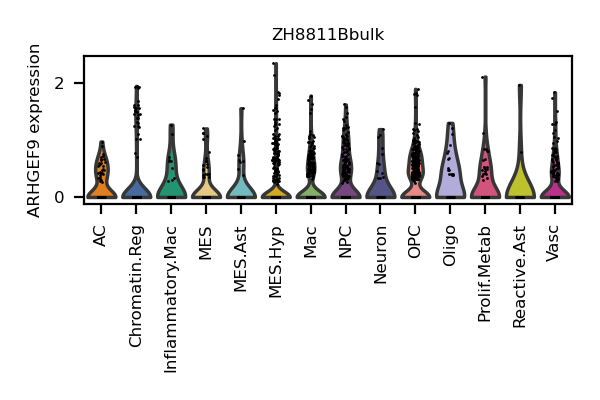 ZH8811Bbulk
ARHGEF9 expression
2
0
AC
Chromatin.Reg
Inflammatory.Mac
MES
MES.Ast
MES.Hyp
Mac
NPC
Neuron
OPC
Oligo
Prolif.Metab
Reactive.Ast
Vasc